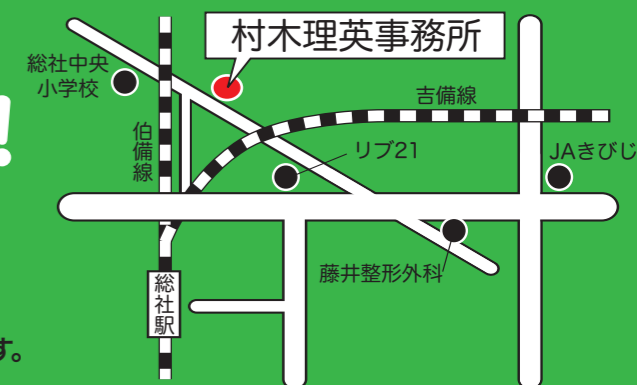 村木理英事務所
総社中央
小学校
吉備線
!
伯備線
リブ21
JAきびじ
藤井整形外科
総社駅
す。